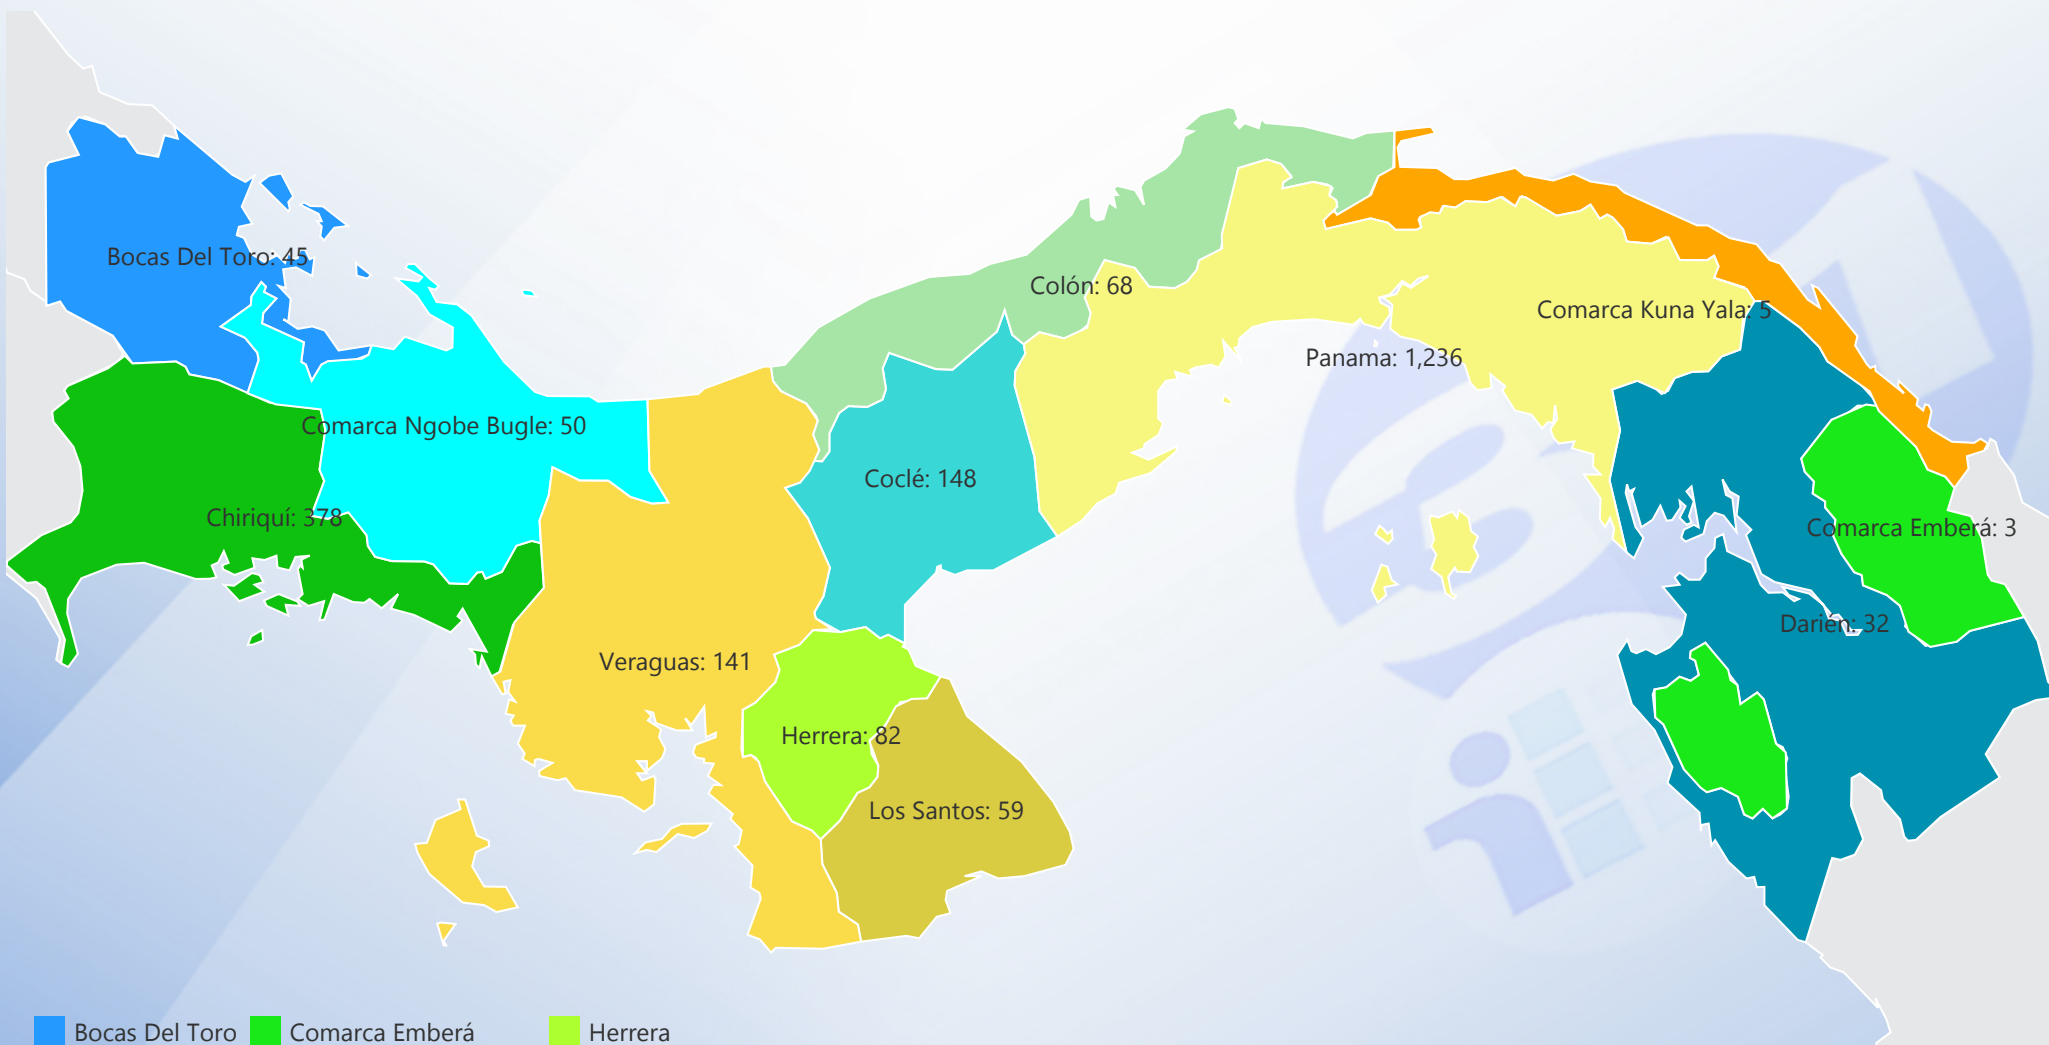 Bocas Del Toro: 45
Colón: 68
Comarca Kuna Yala: 5
Panama: 1,236
Comarca Ngobe Bugle: 50
Coclé: 148
Chiriquí: 378
Comarca Emberá: 3
Darién: 32
Veraguas: 141
Herrera: 82
Los Santos: 59
Bocas Del Toro Comarca Emberá Herrera